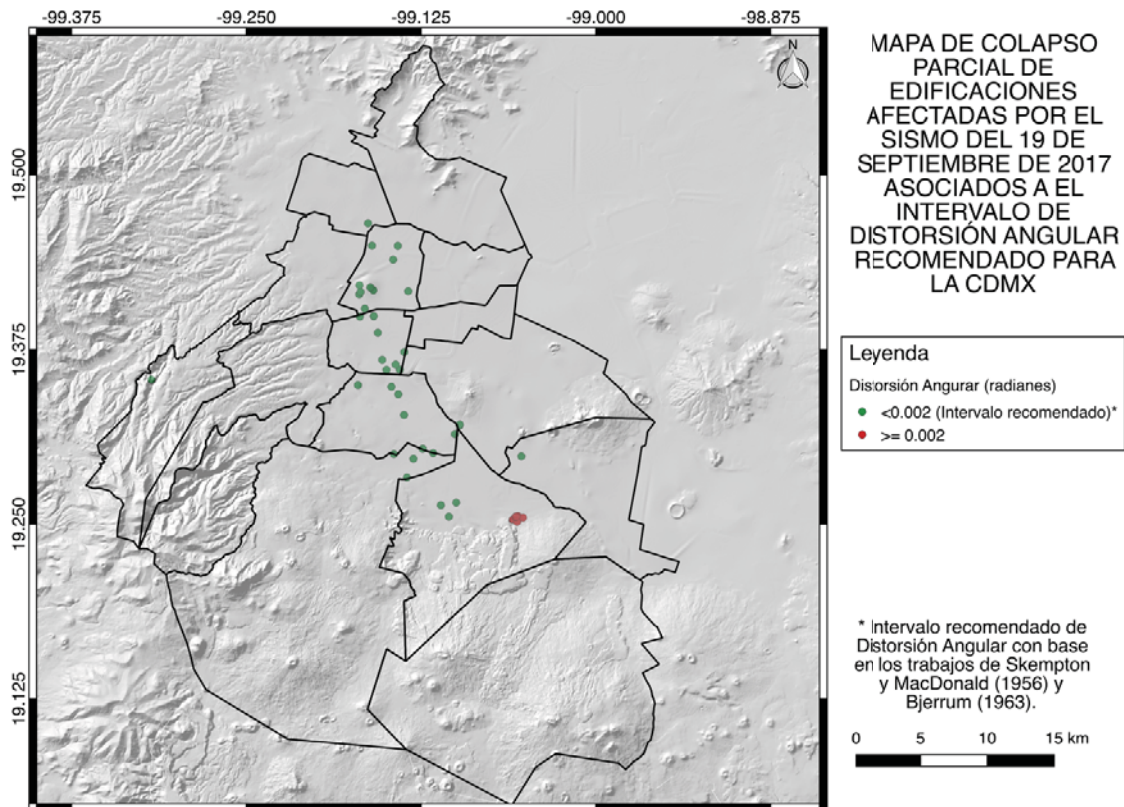 -99.375 -99.250 -99.125 -99.000 -98.875
N
MAPA DE COLAPSO
PARCIAL DE
EDIFICACIONES
AFECTADAS POR EL
SISMO DEL 19 DE
SEPTIEMBRE DE 2017
ASOCIADOS A EL
INTERVALO DE
DISTORSIÓN ANGULAR
RECOMENDADO PARA
LA CDMX
19.500
19.375
19.250
19.125
Leyenda
Distorsión Angurar (radianes)
<0.002 (Intervalo recomendado)*
>= 0.002
* Intervalo recomendado de
Distorsión Angular con base
en los trabajos de Skempton
y MacDonald (1956) y
Bjerrum (1963).
0 5 10 15 km